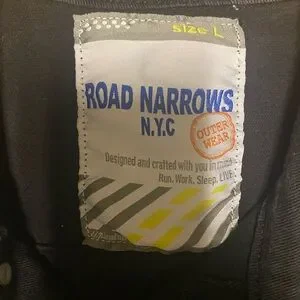 size L
ROAD NARROWS
N.Y.C
OUTER
WEAR
Designed and crafted with you in mind
Run. Work. Sleep. LIVE